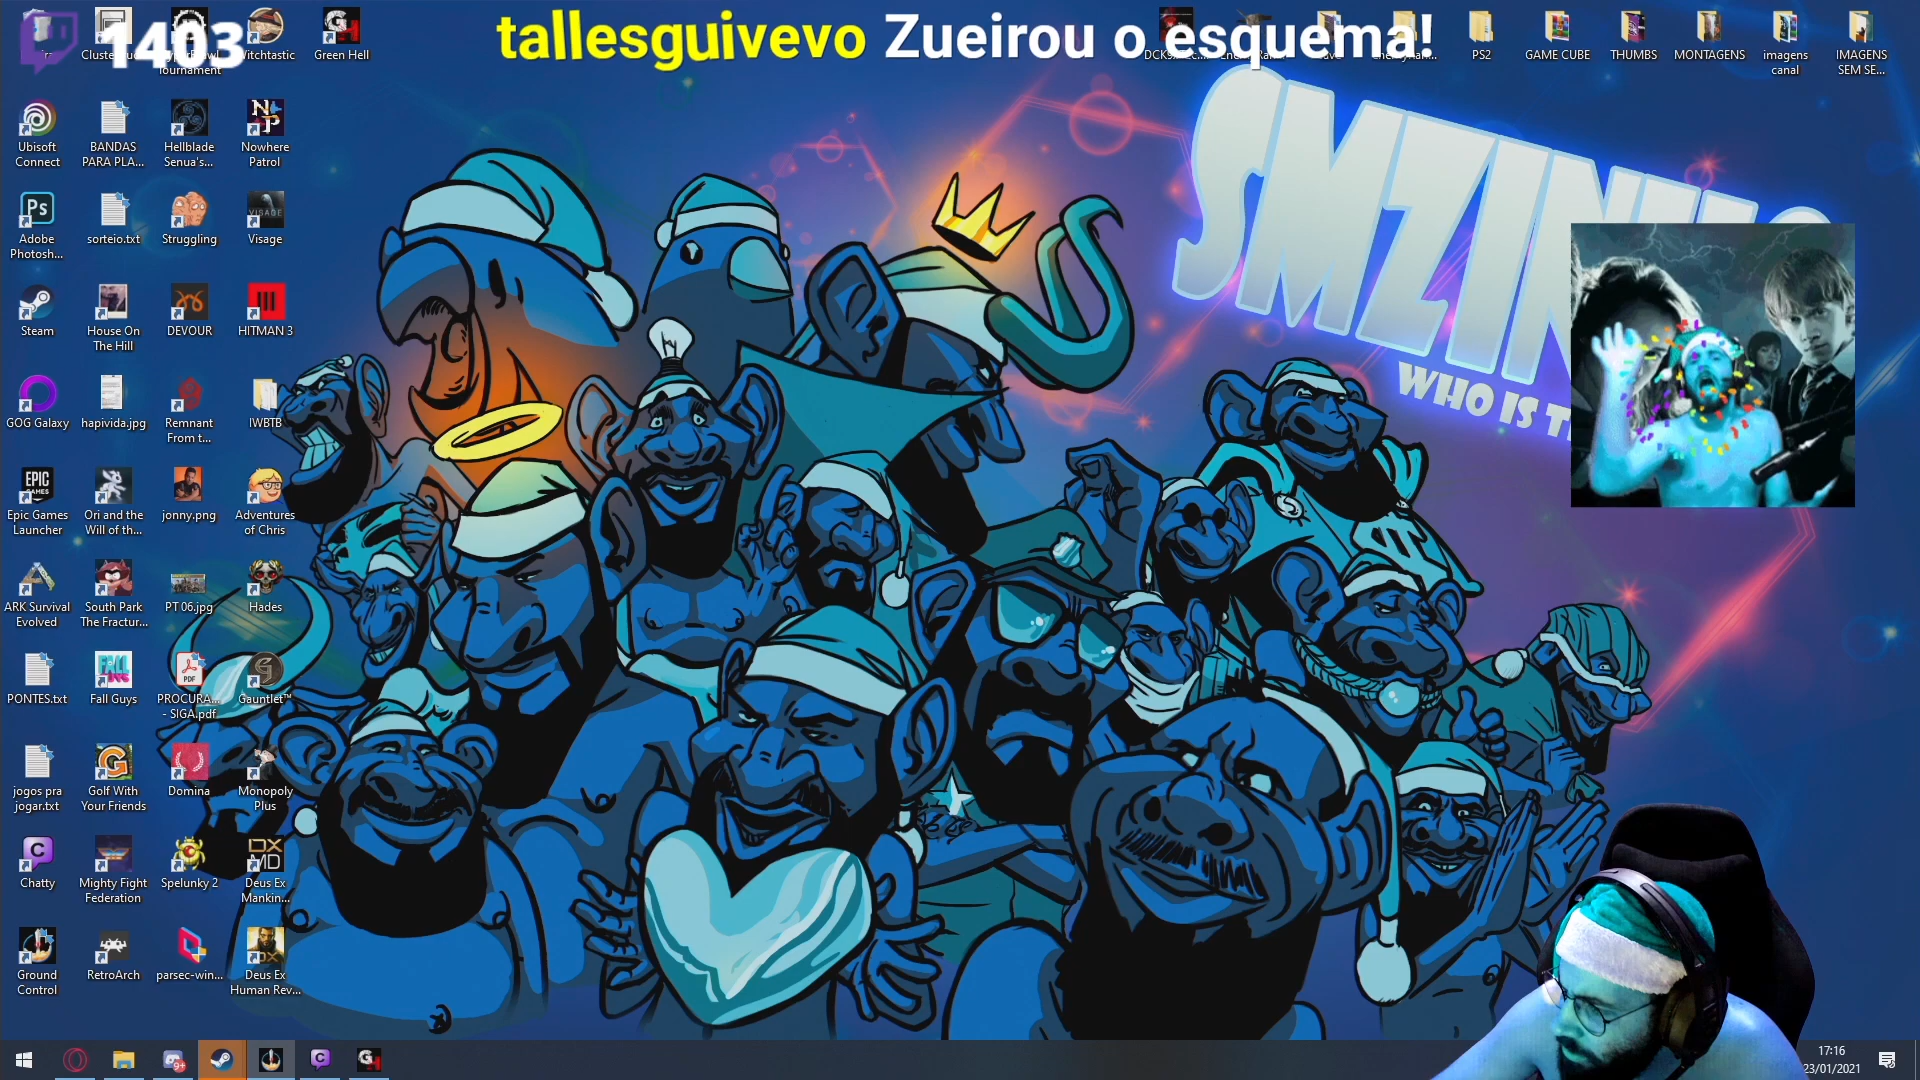 1403
tallesguivevo Zueirou o esquema!
Tournament
Green Hell
PS2
GAME CUBE
THUMBS
MONTAGENS
imagens
canal
IMAGENS
SEM SE...
Ubisoft
Connect
BANDAS
PARA PLA...
Hellblade
Senua's...
Nowhere
Patrol
Adobe
Photosh...
sorteio.txt
Struggling
Visage
Steam
House On
The Hill
DEVOUR
HITMAN 3
GOG Galaxy
hapivida.jpg
Remnant
From t...
IWBTB
Epic Games
Launcher
Ori and the
Will of th...
jonny.png
Adventures
of Chris
ARK Survival
Evolved
South Park
The Fractur...
PT 06.jpg
Hades
PONTES.txt
Fall Guys
PROCURA...
- SIGA.pdf
Gauntlet™
jogos pra
jogar.txt
Golf With
Your Friends
Domina
Monopoly
Plus
Chatty
Mighty Fight
Federation
Spelunky 2
Deus Ex
Mankin...
Ground
Control
RetroArch
parsec-win...
Deus Ex
Human Rev...
WHO IS
17:16
23/01/2021